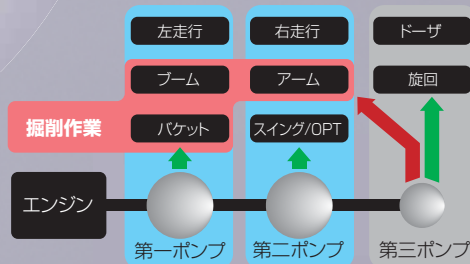 左走行
右走行
ドーザ
ブーム
アーム
旋回
掘削作業
バケット
スイング/OPT
エンジン
第一ポンプ
第二ポンプ
第三ポンプ